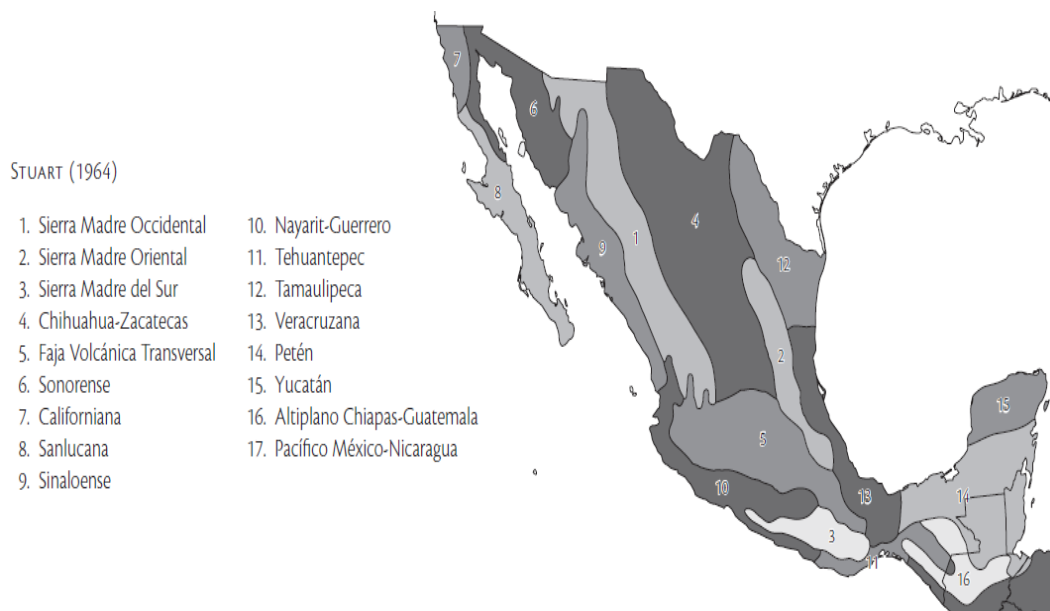 STUART (1964)
1. Sierra Madre Occidental
2. Sierra Madre Oriental
3. Sierra Madre del Sur
4. Chihuahua-Zacatecas
5. Faja Volcánica Transversal
6. Sonorense
7. Californiana
8. Sanlucana
9. Sinaloense
10. Nayarit-Guerrero
11. Tehuantepec
12. Tamaulipeca
13. Veracruzana
14. Petén
15. Yucatán
16. Altiplano Chiapas-Guatemala
17. Pacífico México-Nicaragua
7
6
8
4
1
9
12
2
15
5
10
13
14
3
11
16